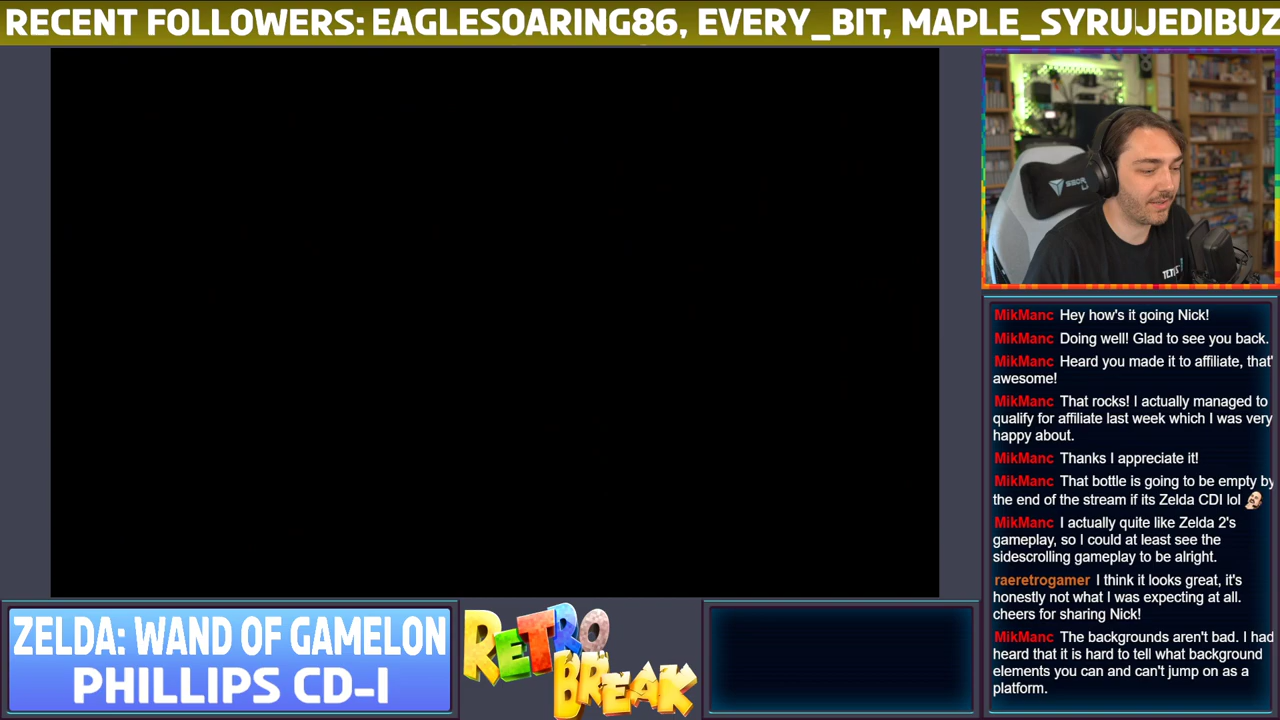 RECENT FOLLOWERS: EAGLESOARING86, EVERY_BIT, MAPLE_SYRUJEDIBUZ
MikManc Hey how's it going Nick!
MikManc Doing well! Glad to see you back.
MikManc Heard you made it to affiliate, that'
awesome!
MikManc That rocks! I actually managed to
qualify for affiliate last week which I was very
happy about.
MikManc Thanks I appreciate it!
MikManc That bottle is going to be empty by
the end of the stream if its Zelda CDI lol
MikManc I actually quite like Zelda 2's
gameplay, so I could at least see the
sidescrolling gameplay to be alright.
raeretrogamer I think it looks great, it's
honestly not what I was expecting at all.
cheers for sharing Nick!
MikManc The backgrounds aren't bad. I had
heard that it is hard to tell what background
elements you can and can't jump on as a
platform.
ZELDA: WAND OF GAMELON
PHILLIPS CD-I
RETRO
BREAK